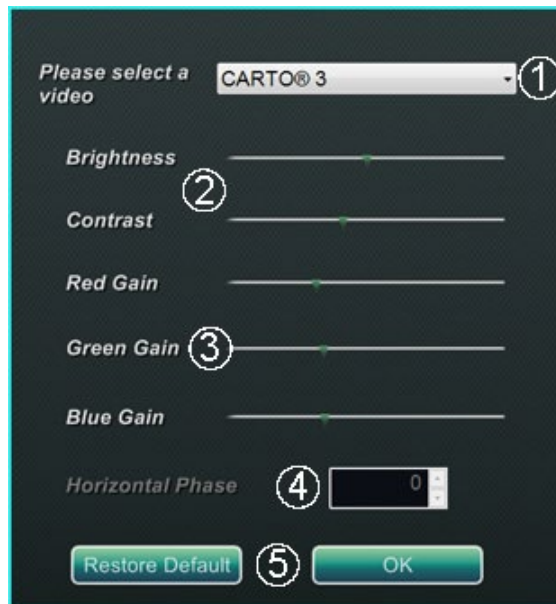 Please select a
video
CARTO® 3
①
Brightness
②
Contrast
Red Gain
Green Gain ③
Blue Gain
Horizontal Phase ④ 0
Restore Default ⑤ OK